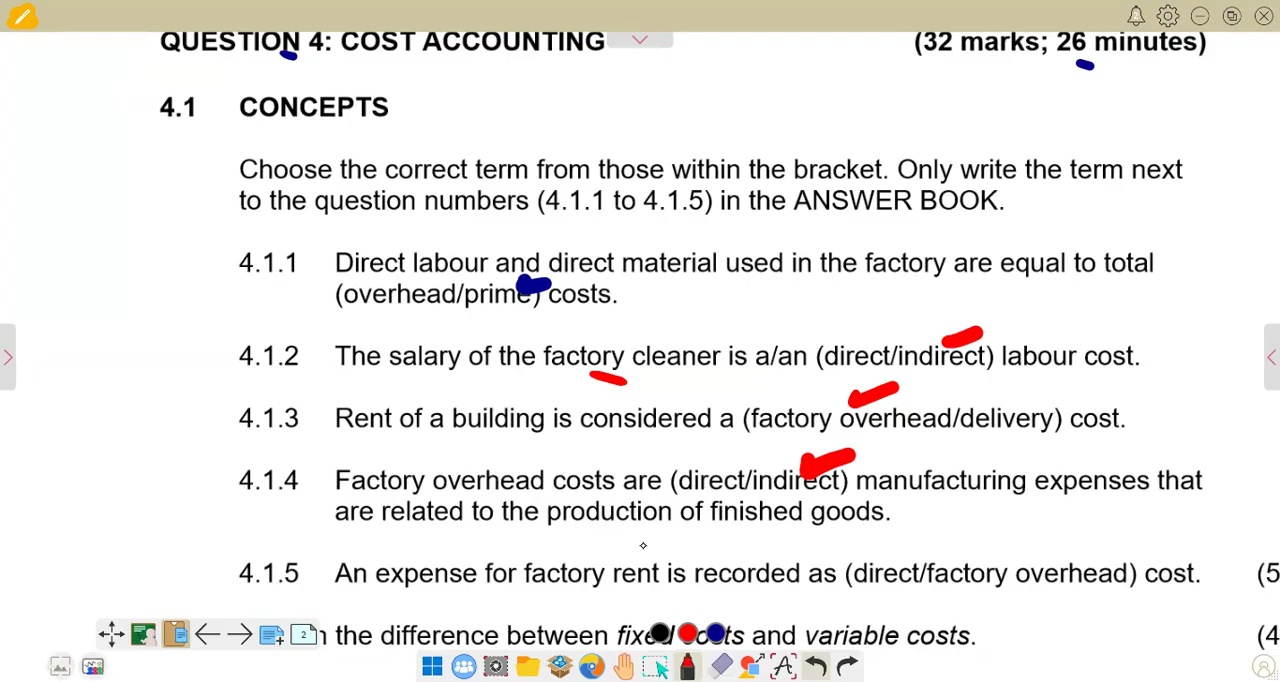 QUESTION 4: COST ACCOUNTING (32 marks; 26 minutes)
4.1 CONCEPTS
Choose the correct term from those within the bracket. Only write the term next
to the question numbers (4.1.1 to 4.1.5) in the ANSWER BOOK.
4.1.1 Direct labour and direct material used in the factory are equal to total
(overhead/prime) costs.
4.1.2 The salary of the factory cleaner is a/an (direct/indirect) labour cost.
4.1.3 Rent of a building is considered a (factory overhead/delivery) cost.
4.1.4 Factory overhead costs are (direct/indirect) manufacturing expenses that
are related to the production of finished goods.
4.1.5 An expense for factory rent is recorded as (direct/factory overhead) cost. (5
2 n the difference between fixed costs and variable costs. (4